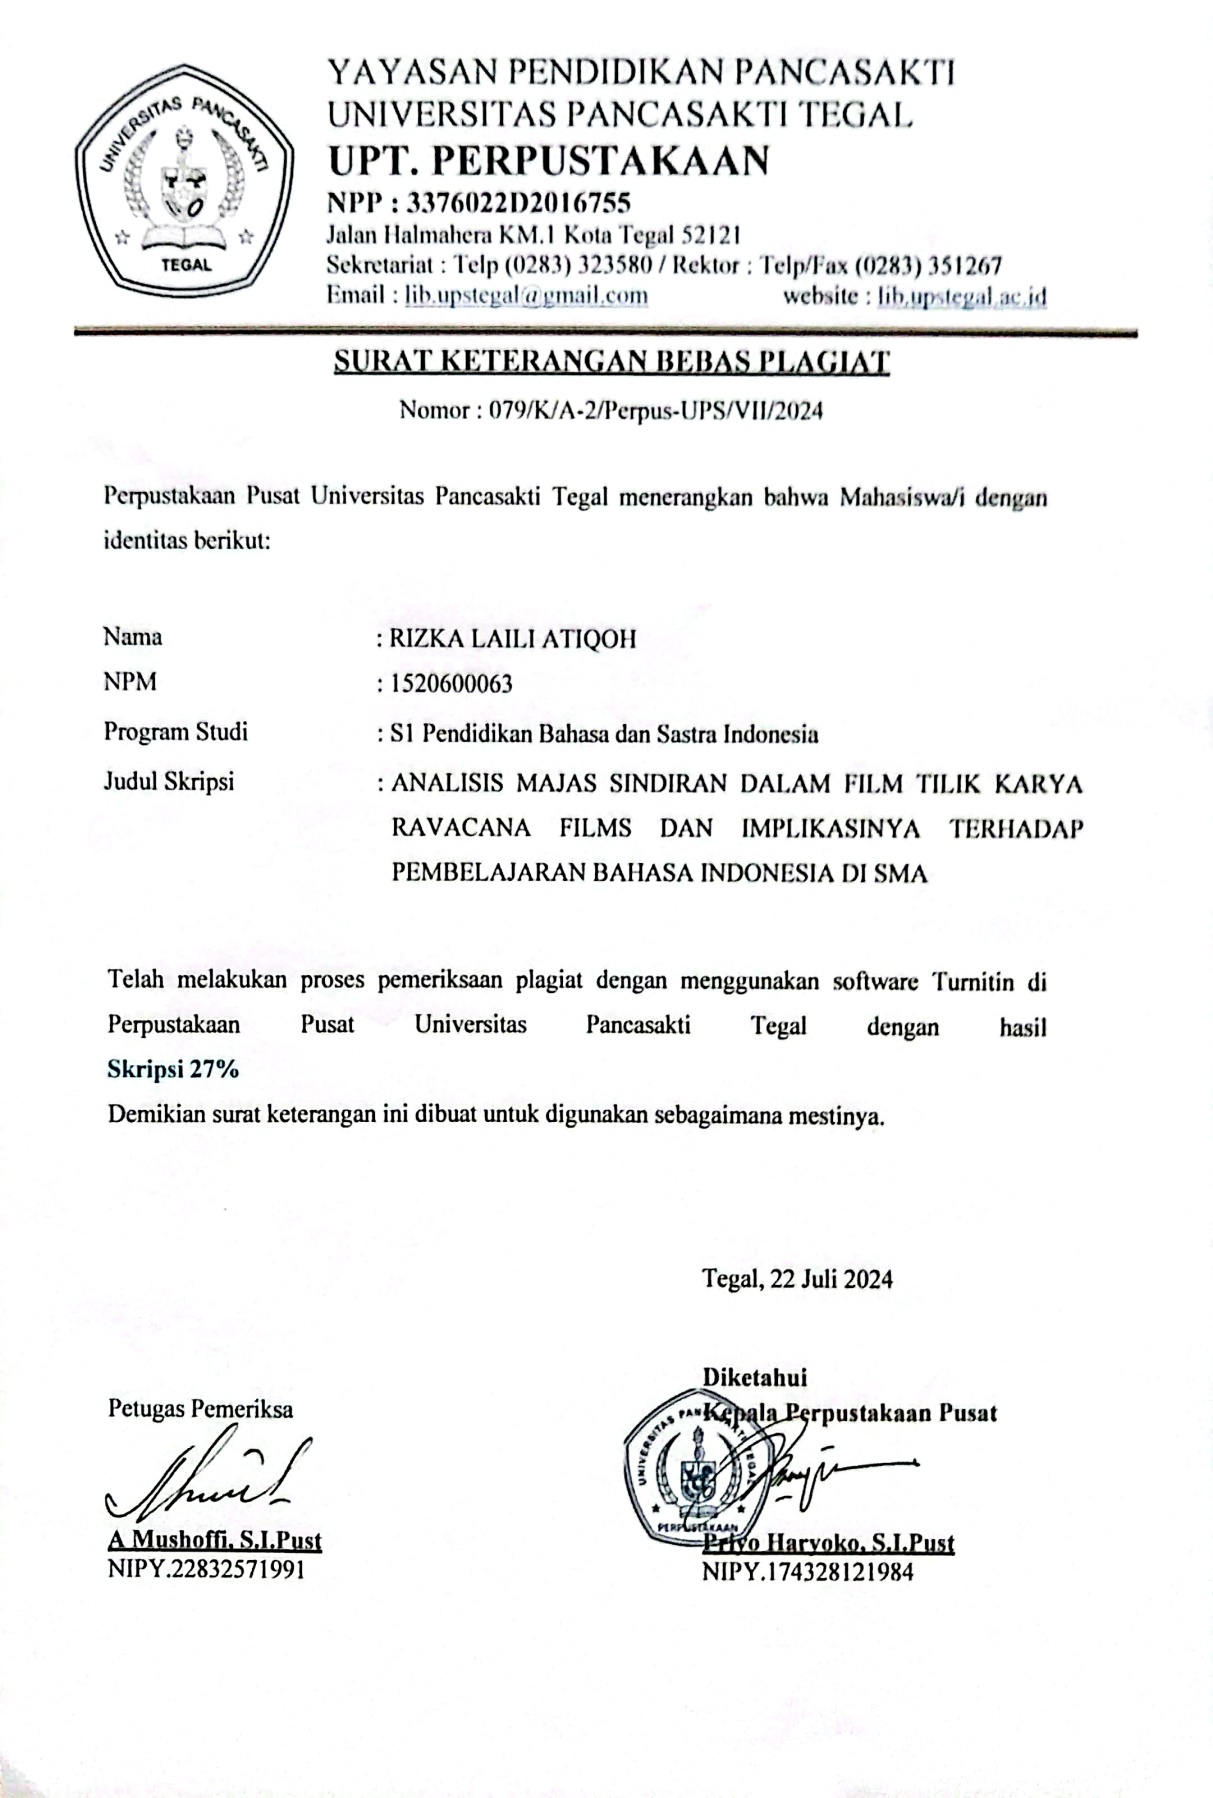 UNIVERSITAS PANCASAKTI
TEGAL
YAYASAN PENDIDIKAN PANCASAKTI
UNIVERSITAS PANCASAKTI TEGAL
UPT. PERPUSTAKAAN
NPP : 3376022D2016755
Jalan Halmahera KM.1 Kota Tegal 52121
Sekretariat : Telp (0283) 323580 / Rektor : Telp/Fax (0283) 351267
Email : lib.upstegal@gmail.com website : lib.upstegal.ac.id
SURAT KETERANGAN BEBAS PLAGIAT
Nomor : 079/K/A-2/Perpus-UPS/VII/2024
Perpustakaan Pusat Universitas Pancasakti Tegal menerangkan bahwa Mahasiswa/i dengan
identitas berikut:
Nama : RIZKA LAILI ATIQOH
NPM : 1520600063
Program Studi : S1 Pendidikan Bahasa dan Sastra Indonesia
Judul Skripsi : ANALISIS MAJAS SINDIRAN DALAM FILM TILIK KARYA
RAVACANA FILMS DAN IMPLIKASINYA TERHADAP
PEMBELAJARAN BAHASA INDONESIA DI SMA
Telah melakukan proses pemeriksaan plagiat dengan menggunakan software Turnitin di
Perpustakaan Pusat Universitas Pancasakti Tegal dengan hasil
Skripsi 27%
Demikian surat keterangan ini dibuat untuk digunakan sebagaimana mestinya.
Tegal, 22 Juli 2024
Diketahui
Petugas Pemeriksa
Kepala Perpustakaan Pusat
UNIVERSITAS PANCASAKTI TEGAL
PERPUSTAKAAN
A Mushoffi, S.I.Pust
NIPY.22832571991
Priyo Haryoko, S.I.Pust
NIPY.174328121984